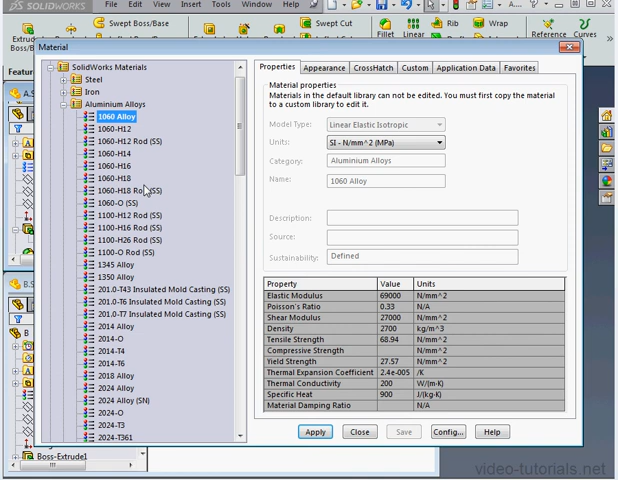 SOLIDWORKS File Edit View Insert Tools Window Help
Swept Boss/Base Swept Cut Rib Wrap
Extrud Boss/B Fillet Linear Reference Curves
Material
Featur
SolidWorks Materials
Steel
Iron
Aluminium Alloys
1060 Alloy
1060-H12
1060-H12 Rod (SS)
1060-H14
1060-H16
1060-H18
1060-H18 Rod (SS)
1060-O (SS)
1100-H12 Rod (SS)
1100-H16 Rod (SS)
1100-H26 Rod (SS)
1100-O Rod (SS)
1345 Alloy
1350 Alloy
201.0-T43 Insulated Mold Casting (SS)
201.0-T6 Insulated Mold Casting (SS)
201.0-T7 Insulated Mold Casting (SS)
2014 Alloy
2014-O
2014-T4
2014-T6
2018 Alloy
2024 Alloy
2024 Alloy (SN)
2024-O
2024-T3
2024-T361
Properties Appearance CrossHatch Custom Application Data Favorites
Material properties
Materials in the default library can not be edited. You must first copy the material
to a custom library to edit it.
Model Type: Linear Elastic Isotropic
Units: SI - N/mm^2 (MPa)
Category: Aluminium Alloys
Name: 1060 Alloy
Description:
Source:
Sustainability: Defined
Property Value Units
Elastic Modulus 69000 N/mm^2
Poisson's Ratio 0.33 N/A
Shear Modulus 27000 N/mm^2
Density 2700 kg/m^3
Tensile Strength 68.94 N/mm^2
Compressive Strength N/mm^2
Yield Strength 27.57 N/mm^2
Thermal Expansion Coefficient 2.4e-005 /K
Thermal Conductivity 200 W/(m·K)
Specific Heat 900 J/(kg·K)
Material Damping Ratio N/A
Apply Close Save Config... Help
Boss-Extrude1
video-tutorials.net